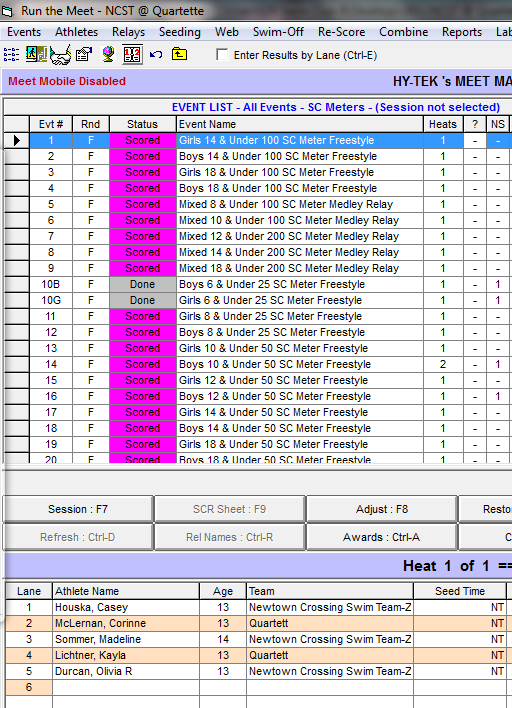 Run the Meet - NCST @ Quartette
Events Athletes Relays Seeding Web Swim-Off Re-Score Combine Reports Lab
Enter Results by Lane (Ctrl-E)
Meet Mobile Disabled HY-TEK 's MEET MA
EVENT LIST - All Events - SC Meters - (Session not selected)
Evt # Rnd Status Event Name Heats ? NS
1 F Scored Girls 14 & Under 100 SC Meter Freestyle 1 - -
2 F Scored Boys 14 & Under 100 SC Meter Freestyle 1 - -
3 F Scored Girls 18 & Under 100 SC Meter Freestyle 1 - -
4 F Scored Boys 18 & Under 100 SC Meter Freestyle 1 - -
5 F Scored Mixed 8 & Under 100 SC Meter Medley Relay 1 - -
6 F Scored Mixed 10 & Under 100 SC Meter Medley Relay 1 - -
7 F Scored Mixed 12 & Under 200 SC Meter Medley Relay 1 - -
8 F Scored Mixed 14 & Under 200 SC Meter Medley Relay 1 - -
9 F Scored Mixed 18 & Under 200 SC Meter Medley Relay 1 - -
10B F Done Boys 6 & Under 25 SC Meter Freestyle 1 - 1
10G F Done Girls 6 & Under 25 SC Meter Freestyle 1 - 1
11 F Scored Girls 8 & Under 25 SC Meter Freestyle 1 - -
12 F Scored Boys 8 & Under 25 SC Meter Freestyle 1 - -
13 F Scored Girls 10 & Under 50 SC Meter Freestyle 1 - -
14 F Scored Boys 10 & Under 50 SC Meter Freestyle 2 - 1
15 F Scored Girls 12 & Under 50 SC Meter Freestyle 1 - -
16 F Scored Boys 12 & Under 50 SC Meter Freestyle 1 - 1
17 F Scored Girls 14 & Under 50 SC Meter Freestyle 1 - -
18 F Scored Boys 14 & Under 50 SC Meter Freestyle 1 - -
19 F Scored Girls 18 & Under 50 SC Meter Freestyle 1 - -
20 F Scored Boys 18 & Under 50 SC Meter Freestyle 1 - -
Session : F7 SCR Sheet : F9 Adjust : F8 Resto
Refresh : Ctrl-D Rel Names : Ctrl-R Awards : Ctrl-A C
Heat 1 of 1 ==
Lane Athlete Name Age Team Seed Time
1 Houska, Casey 13 Newtown Crossing Swim Team-Z NT
2 McLernan, Corinne 13 Quartett NT
3 Sommer, Madeline 14 Newtown Crossing Swim Team-Z NT
4 Lichtner, Kayla 13 Quartett NT
5 Durcan, Olivia R 13 Newtown Crossing Swim Team-Z NT
6